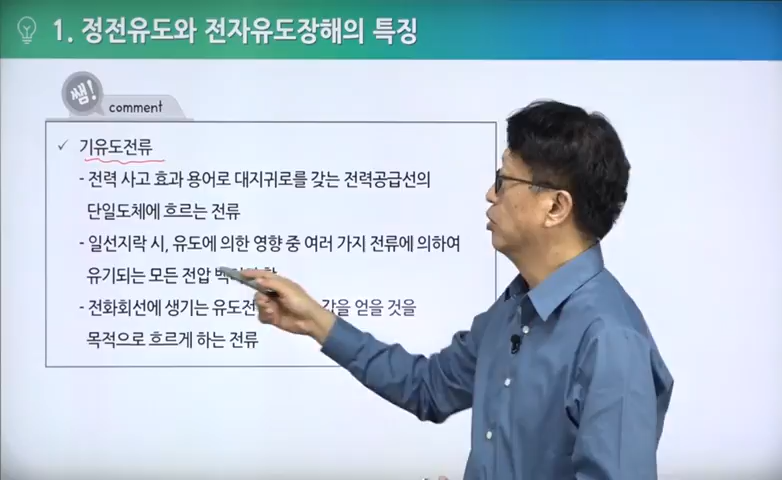 1. 정전유도와 전자유도장해의 특징
쌤!
comment
✓ 기유도전류
- 전력 사고 효과 용어로 대지귀로를 갖는 전력공급선의
단일도체에 흐르는 전류
- 일선지락 시, 유도에 의한 영향 중 여러 가지 전류에 의하여
유기되는 모든 전압
- 전화회선에 생기는 값을 얻을 것을
목적으로 흐르게 하는 전류